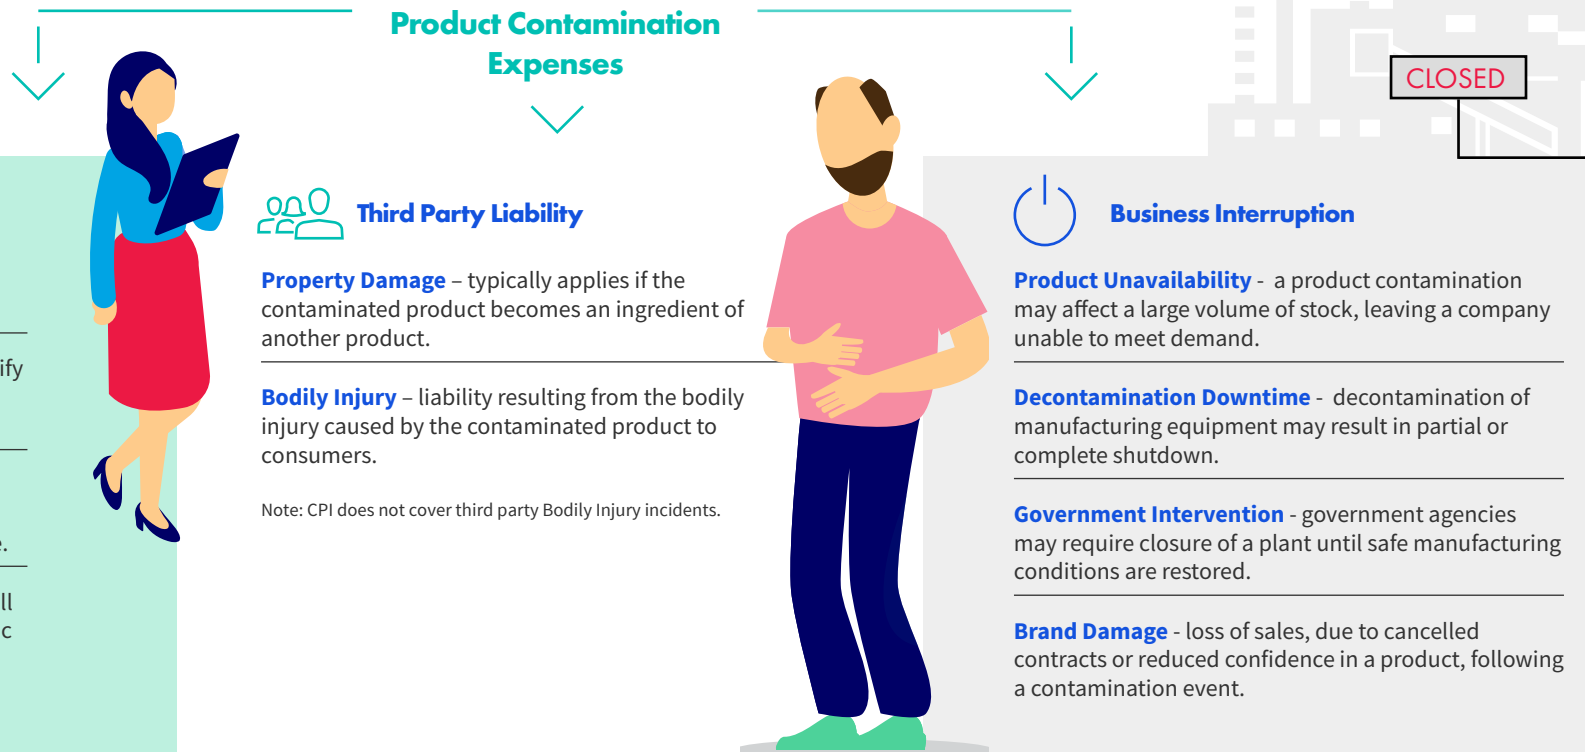 Product Contamination
Expenses
CLOSED
ify
e.
ll
c
Third Party Liability
Property Damage – typically applies if the
contaminated product becomes an ingredient of
another product.
Bodily Injury – liability resulting from the bodily
injury caused by the contaminated product to
consumers.
Note: CPI does not cover third party Bodily Injury incidents.
Business Interruption
Product Unavailability -  a product contamination
may affect a large volume of stock, leaving a company
unable to meet demand.
Decontamination Downtime -  decontamination of
manufacturing equipment may result in partial or
complete shutdown.
Government Intervention - government agencies
may require closure of a plant until safe manufacturing
conditions are restored.
Brand Damage - loss of sales, due to cancelled
contracts or reduced confidence in a product, following
a contamination event.